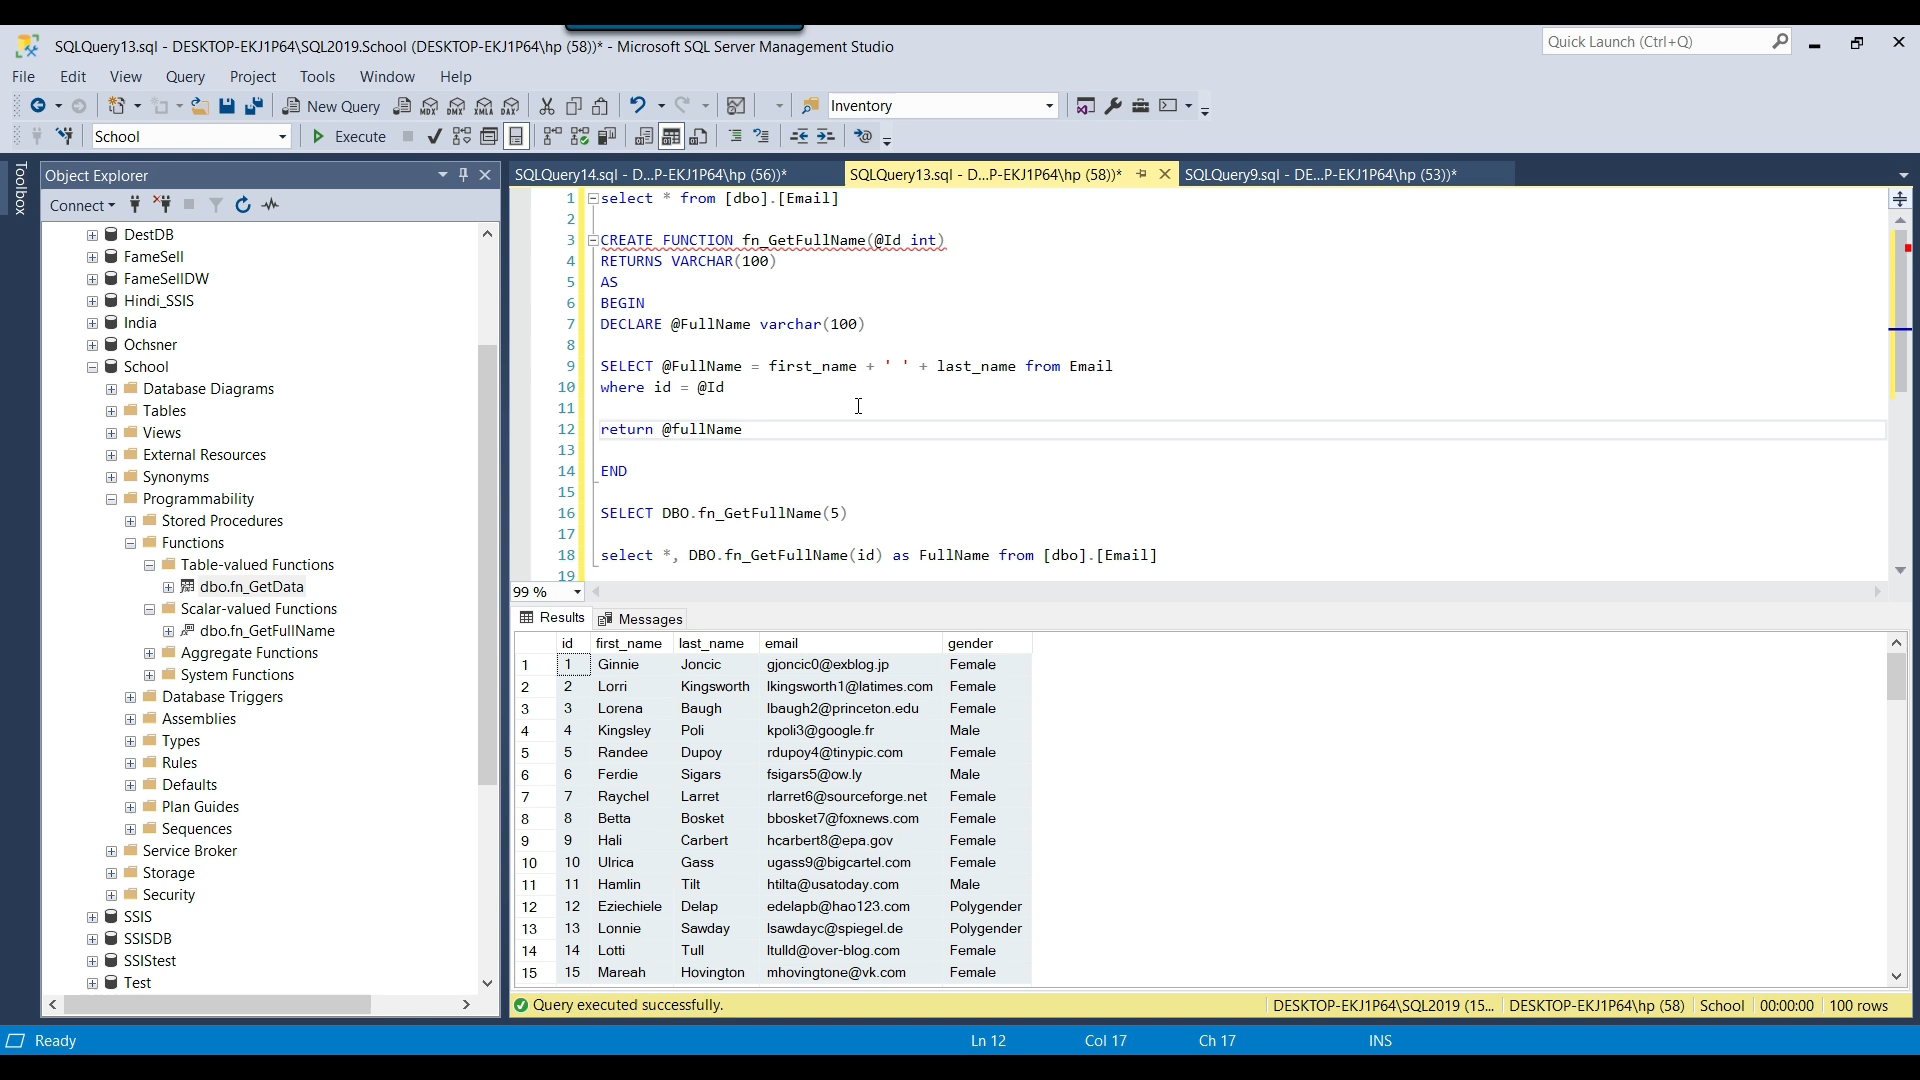 SQLQuery13.sql - DESKTOP-EKJ1P64\SQL2019.School (DESKTOP-EKJ1P64\hp (58))* - Microsoft SQL Server Management Studio
Quick Launch (Ctrl+Q)
File Edit View Query Project Tools Window Help
New Query MDX DMX XMLA DAX Inventory
School Execute
Toolbox
Object Explorer
Connect
DestDB
FameSell
FameSellDW
Hindi_SSIS
India
Ochsner
School
Database Diagrams
Tables
Views
External Resources
Synonyms
Programmability
Stored Procedures
Functions
Table-valued Functions
dbo.fn_GetData
Scalar-valued Functions
dbo.fn_GetFullName
Aggregate Functions
System Functions
Database Triggers
Assemblies
Types
Rules
Defaults
Plan Guides
Sequences
Service Broker
Storage
Security
SSIS
SSISDB
SSIStest
Test
SQLQuery14.sql - D...P-EKJ1P64\hp (56))* SQLQuery13.sql - D...P-EKJ1P64\hp (58))* SQLQuery9.sql - DE...P-EKJ1P64\hp (53))*
1 select * from [dbo].[Email]
2
3 CREATE FUNCTION fn_GetFullName(@Id int)
4 RETURNS VARCHAR(100)
5 AS
6 BEGIN
7 DECLARE @FullName varchar(100)
8
9 SELECT @FullName = first_name + ' ' + last_name from Email
10 where id = @Id
11
12 return @fullName
13
14 END
15
16 SELECT DBO.fn_GetFullName(5)
17
18 select *, DBO.fn_GetFullName(id) as FullName from [dbo].[Email]
19
99 %
Results Messages
id first_name last_name email gender
1 1 Ginnie Joncic gjoncic0@exblog.jp Female
2 2 Lorri Kingsworth lkingsworth1@latimes.com Female
3 3 Lorena Baugh lbaugh2@princeton.edu Female
4 4 Kingsley Poli kpoli3@google.fr Male
5 5 Randee Dupoy rdupoy4@tinypic.com Female
6 6 Ferdie Sigars fsigars5@ow.ly Male
7 7 Raychel Larret rlarret6@sourceforge.net Female
8 8 Betta Bosket bbosket7@foxnews.com Female
9 9 Hali Carbert hcarbert8@epa.gov Female
10 10 Ulrica Gass ugass9@bigcartel.com Female
11 11 Hamlin Tilt htilta@usatoday.com Male
12 12 Eziechiele Delap edelapb@hao123.com Polygender
13 13 Lonnie Sawday lsawdayc@spiegel.de Polygender
14 14 Lotti Tull ltulld@over-blog.com Female
15 15 Mareah Hovington mhovingtone@vk.com Female
Query executed successfully. DESKTOP-EKJ1P64\SQL2019 (15... DESKTOP-EKJ1P64\hp (58) School 00:00:00 100 rows
Ready Ln 12 Col 17 Ch 17 INS